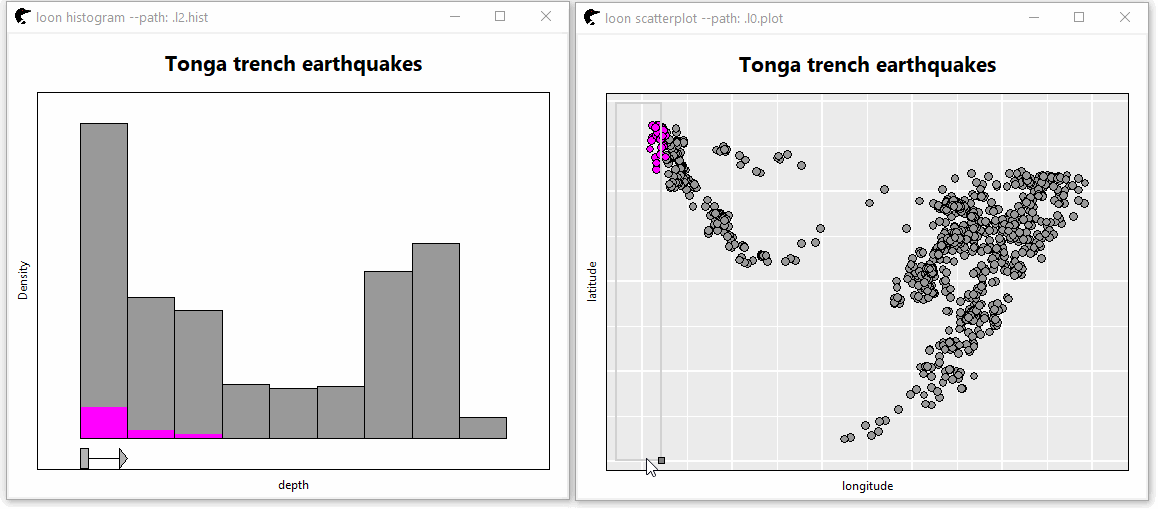 loon histogram --path: .l2.hist
Tonga trench earthquakes
Density
depth
loon scatterplot --path: .l0.plot
Tonga trench earthquakes
latitude
longitude